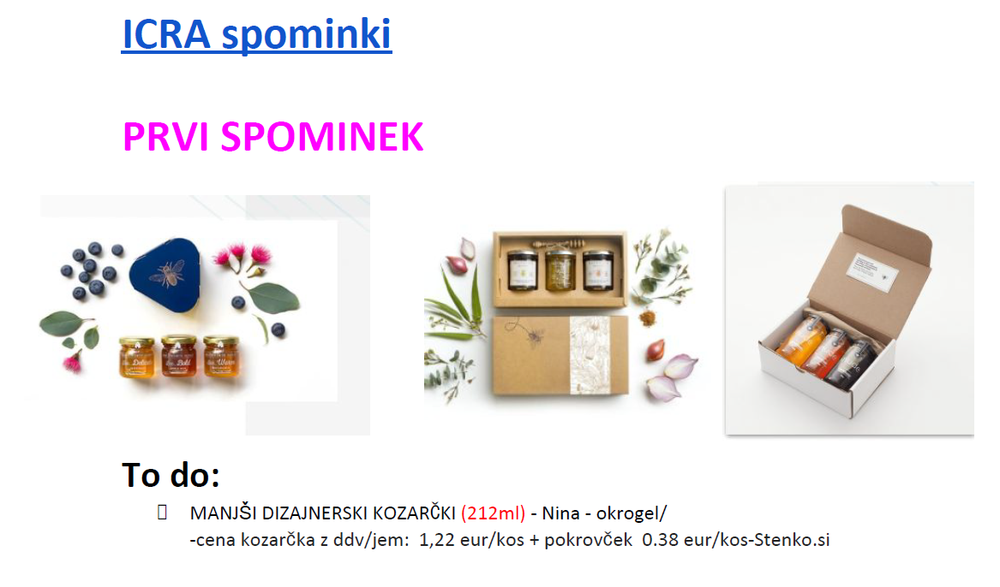 ICRA spominki
PRVI SPOMINEK
To do:
MANJŠI DIZAJNERSKI KOZARČKI (212ml) - Nina - okrogel/
-cena kozarčka z ddv/jem: 1,22 eur/kos + pokrovček 0.38 eur/kos-Stenko.si